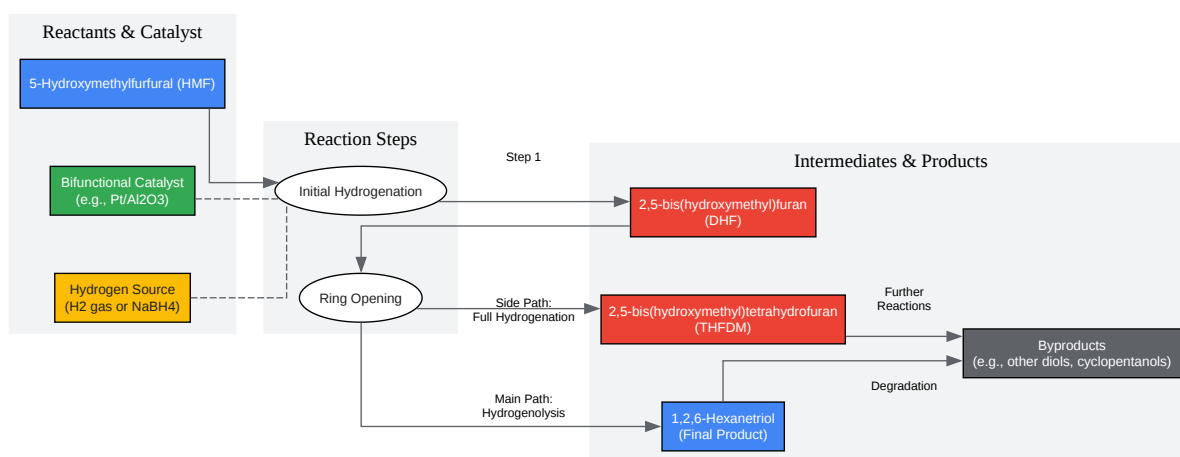 Reactants & Catalyst
5-Hydroxymethylfurfural (HMF)
Bifunctional Catalyst
(e.g., Pt/Al2O3)
Hydrogen Source
(H2 gas or NaBH4)
Reaction Steps
Initial Hydrogenation
Ring Opening
Step 1
Side Path:
Full Hydrogenation
Main Path:
Hydrogenolysis
Intermediates & Products
2,5-bis(hydroxymethyl)furan
(DHF)
2,5-bis(hydroxymethyl)tetrahydrofuran
(THFDM)
Further
Reactions
Byproducts
(e.g., other diols, cyclopentanols)
Degradation
1,2,6-Hexanetriol
(Final Product)